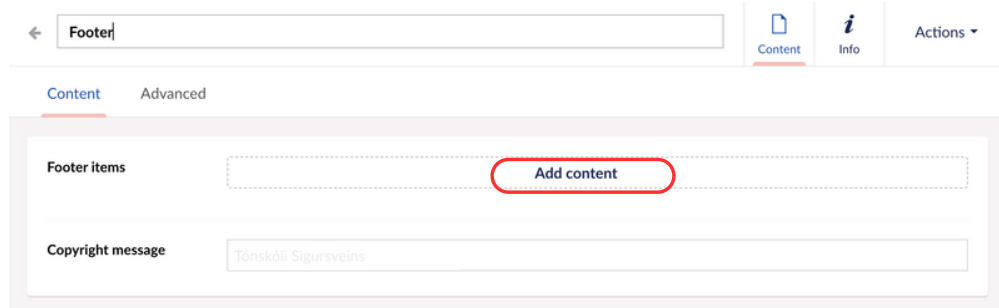 Footer
Content
Info
Actions
Content Advanced
Footer items
Add content
Copyright message
Tónskóli Sigursveins